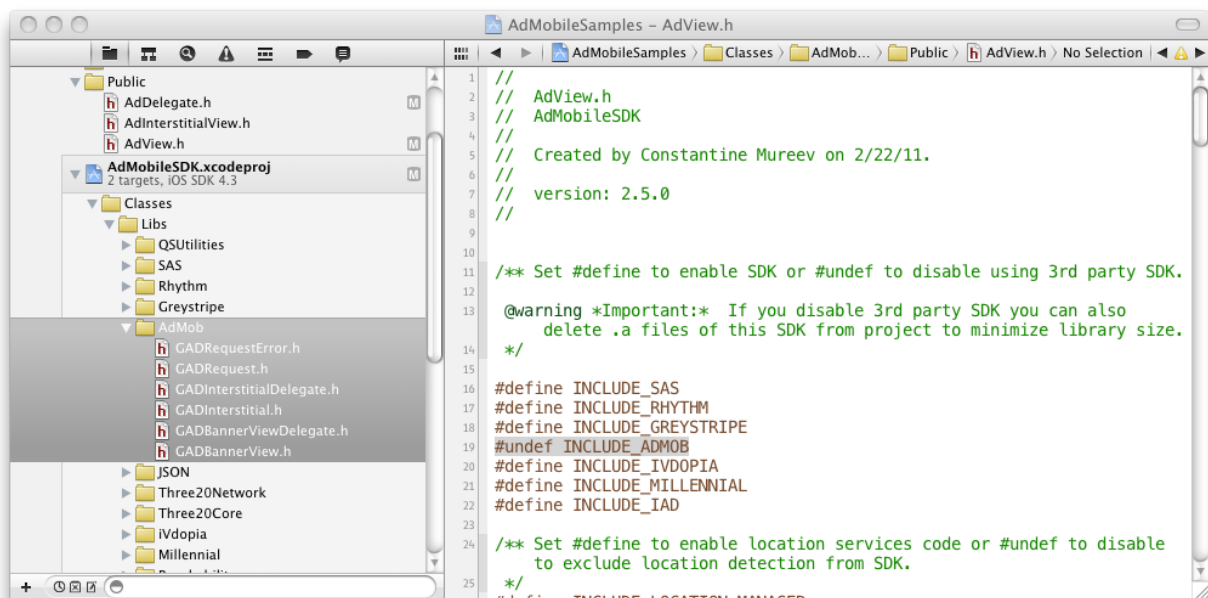 AdMobileSamples – AdView.h
AdMobileSamples
Classes
AdMob...
Public
AdView.h
No Selection
Public
AdDelegate.h
M
AdInterstitialView.h
AdView.h
M
AdMobileSDK.xcodeproj
M
2 targets, iOS SDK 4.3
Classes
Libs
QSUtilities
SAS
Rhythm
Greystripe
AdMob
GADRequestError.h
GADRequest.h
GADInterstitialDelegate.h
GADInterstitial.h
GADBannerViewDelegate.h
GADBannerView.h
JSON
Three20Network
Three20Core
iVdopia
Millennial
1 //
2 // AdView.h
3 // AdMobileSDK
4 //
5 // Created by Constantine Mureev on 2/22/11.
6 //
7 // version: 2.5.0
8 //
9
10
11 /** Set #define to enable SDK or #undef to disable using 3rd party SDK.
12
13 @warning *Important:* If you disable 3rd party SDK you can also
delete .a files of this SDK from project to minimize library size.
14 */
15
16 #define INCLUDE_SAS
17 #define INCLUDE_RHYTHM
18 #define INCLUDE_GREYSTRIPE
19 #undef INCLUDE_ADMOB
20 #define INCLUDE_IVDOPIA
21 #define INCLUDE_MILLENNIAL
22 #define INCLUDE_IAD
23
24 /** Set #define to enable location services code or #undef to disable
to exclude location detection from SDK.
25 */